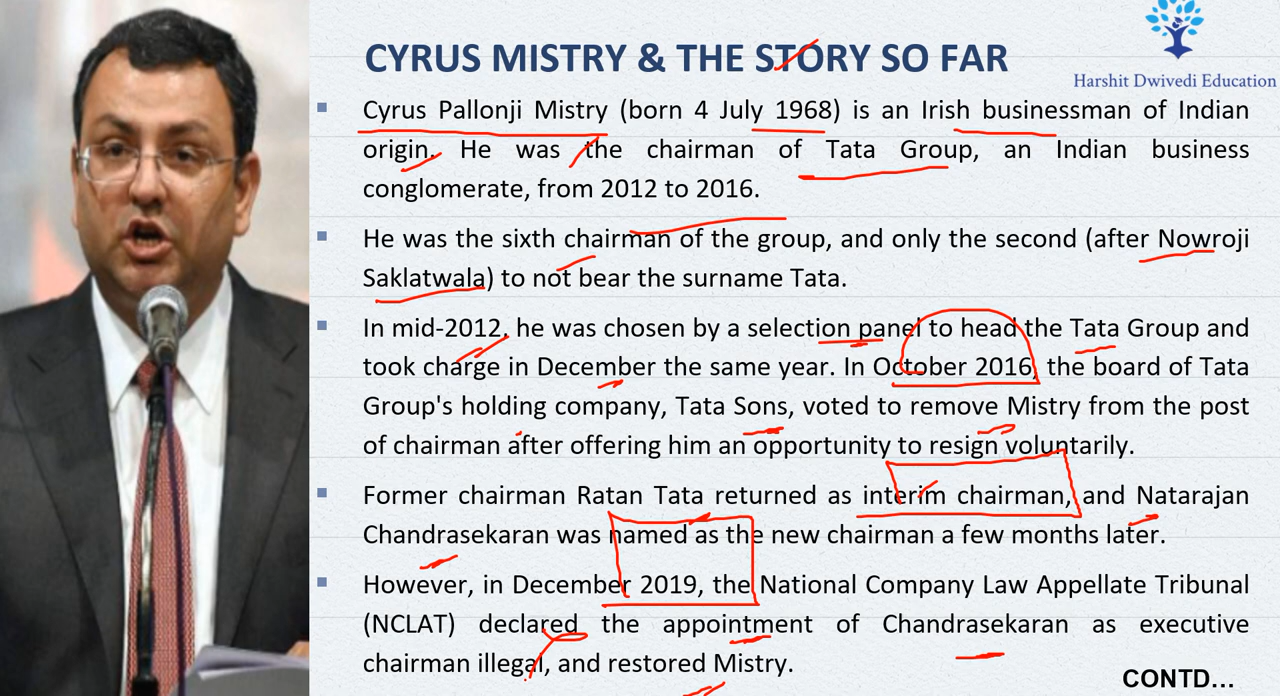 CYRUS MISTRY & THE STORY SO FAR
Harshit Dwivedi Education
Cyrus Pallonji Mistry (born 4 July 1968) is an Irish businessman of Indian
origin. He was the chairman of Tata Group, an Indian business
conglomerate, from 2012 to 2016.
He was the sixth chairman of the group, and only the second (after Nowroji
Saklatwala) to not bear the surname Tata.
In mid-2012, he was chosen by a selection panel to head the Tata Group and
took charge in December the same year. In October 2016, the board of Tata
Group's holding company, Tata Sons, voted to remove Mistry from the post
of chairman after offering him an opportunity to resign voluntarily.
Former chairman Ratan Tata returned as interim chairman, and Natarajan
Chandrasekaran was named as the new chairman a few months later.
However, in December 2019, the National Company Law Appellate Tribunal
(NCLAT) declared the appointment of Chandrasekaran as executive
chairman illegal, and restored Mistry.
CONTD...